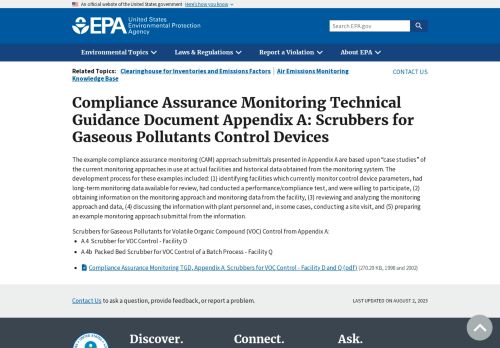 An official website of the United States government Here's how you know
EPA United States
Environmental Protection
Agency
Search EPA.gov
Environmental Topics Laws & Regulations Report a Violation About EPA
Related Topics: Clearinghouse for Inventories and Emissions Factors | Air Emissions Monitoring
Knowledge Base
CONTACT US
Compliance Assurance Monitoring Technical
Guidance Document Appendix A: Scrubbers for
Gaseous Pollutants Control Devices
The example compliance assurance monitoring (CAM) approach submittals presented in Appendix A are based upon "case studies" of
the current monitoring approaches in use at actual facilities and historical data obtained from the monitoring system. The
development process for these examples included: (1) identifying facilities which currently monitor control device parameters, had
long-term monitoring data available for review, had conducted a performance/compliance test, and were willing to participate, (2)
obtaining information on the monitoring approach and monitoring data from the facility, (3) reviewing and analyzing the monitoring
approach and data, (4) discussing the information with plant personnel and, in some cases, conducting a site visit, and (5) preparing
an example monitoring approach submittal from the information.
Scrubbers for Gaseous Pollutants for Volatile Organic Compound (VOC) Control from Appendix A:
• A.4 Scrubber for VOC Control - Facility D
• A.4b Packed Bed Scrubber for VOC Control of a Batch Process - Facility Q
• Compliance Assurance Monitoring TGD, Appendix A: Scrubbers for VOC Control - Facility D and Q (pdf) (270.29 KB, 1998 and 2002)
Contact Us to ask a question, provide feedback, or report a problem.
LAST UPDATED ON AUGUST 2, 2023
Discover. Connect. Ask.